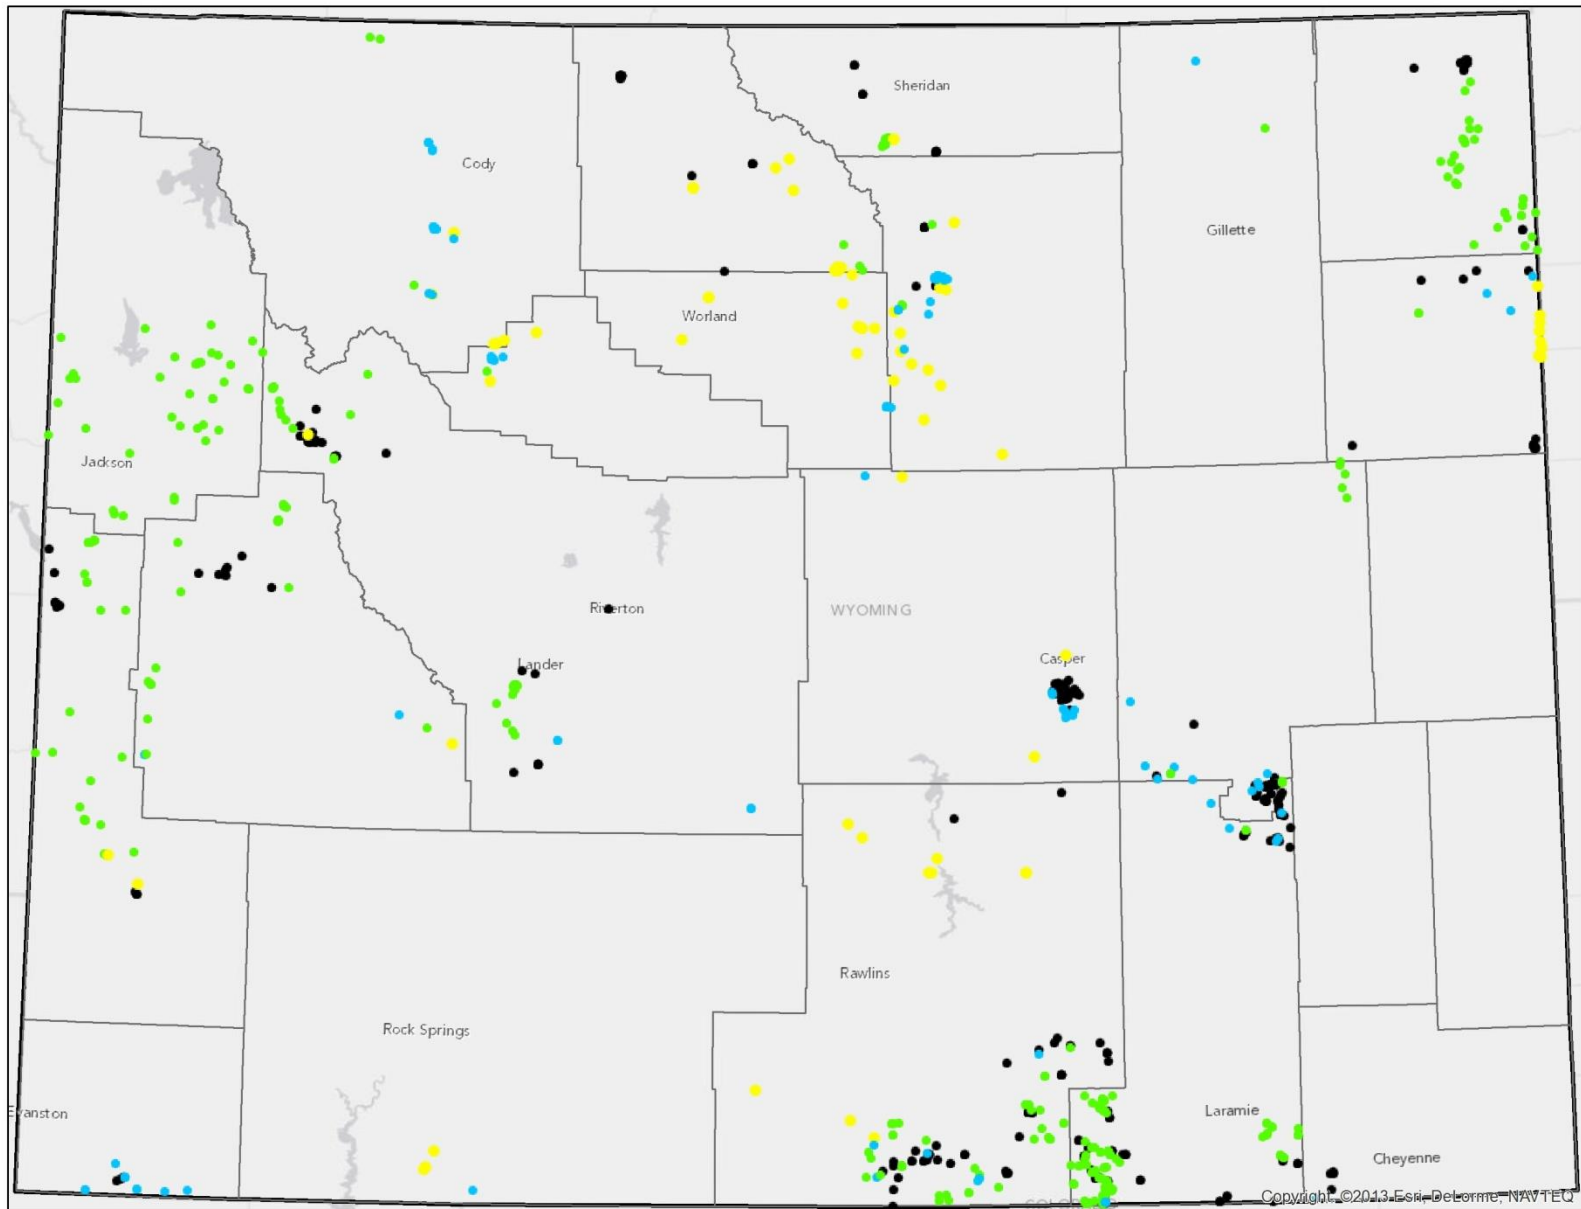 Sheridan
Cody
Gillette
Worland
Jackson
Riverton
WYOMING
Lander
Casper
Rawlins
Rock Springs
Evanston
Laramie
Cheyenne
COLORADO
Copyright: ©2013 Esri, DeLorme, NAVTEQ